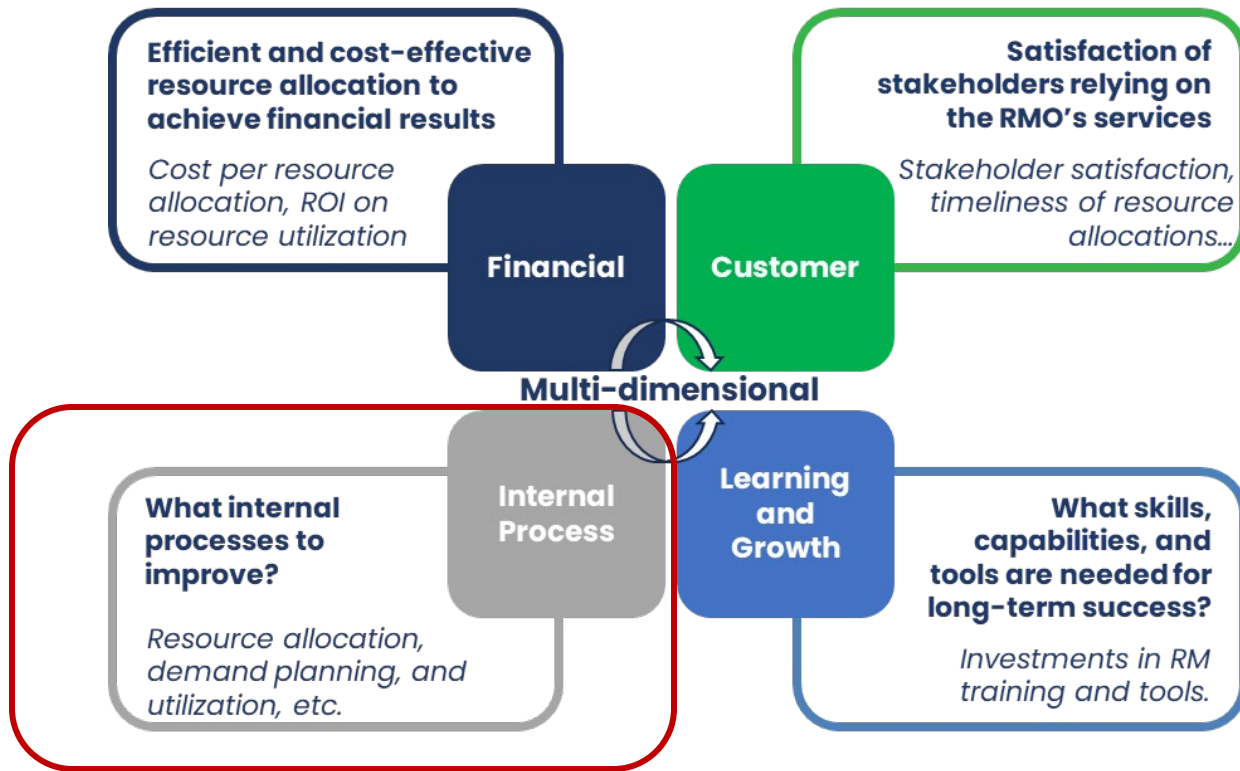 Efficient and cost-effective
resource allocation to
achieve financial results
Cost per resource
allocation, ROI on
resource utilization
Financial
Satisfaction of
stakeholders relying on
the RMO’s services
Stakeholder satisfaction,
timeliness of resource
allocations…
Customer
Multi-dimensional
What internal
processes to
improve?
Resource allocation,
demand planning, and
utilization, etc.
Internal
Process
Learning
and
Growth
What skills,
capabilities, and
tools are needed for
long-term success?
Investments in RM
training and tools.